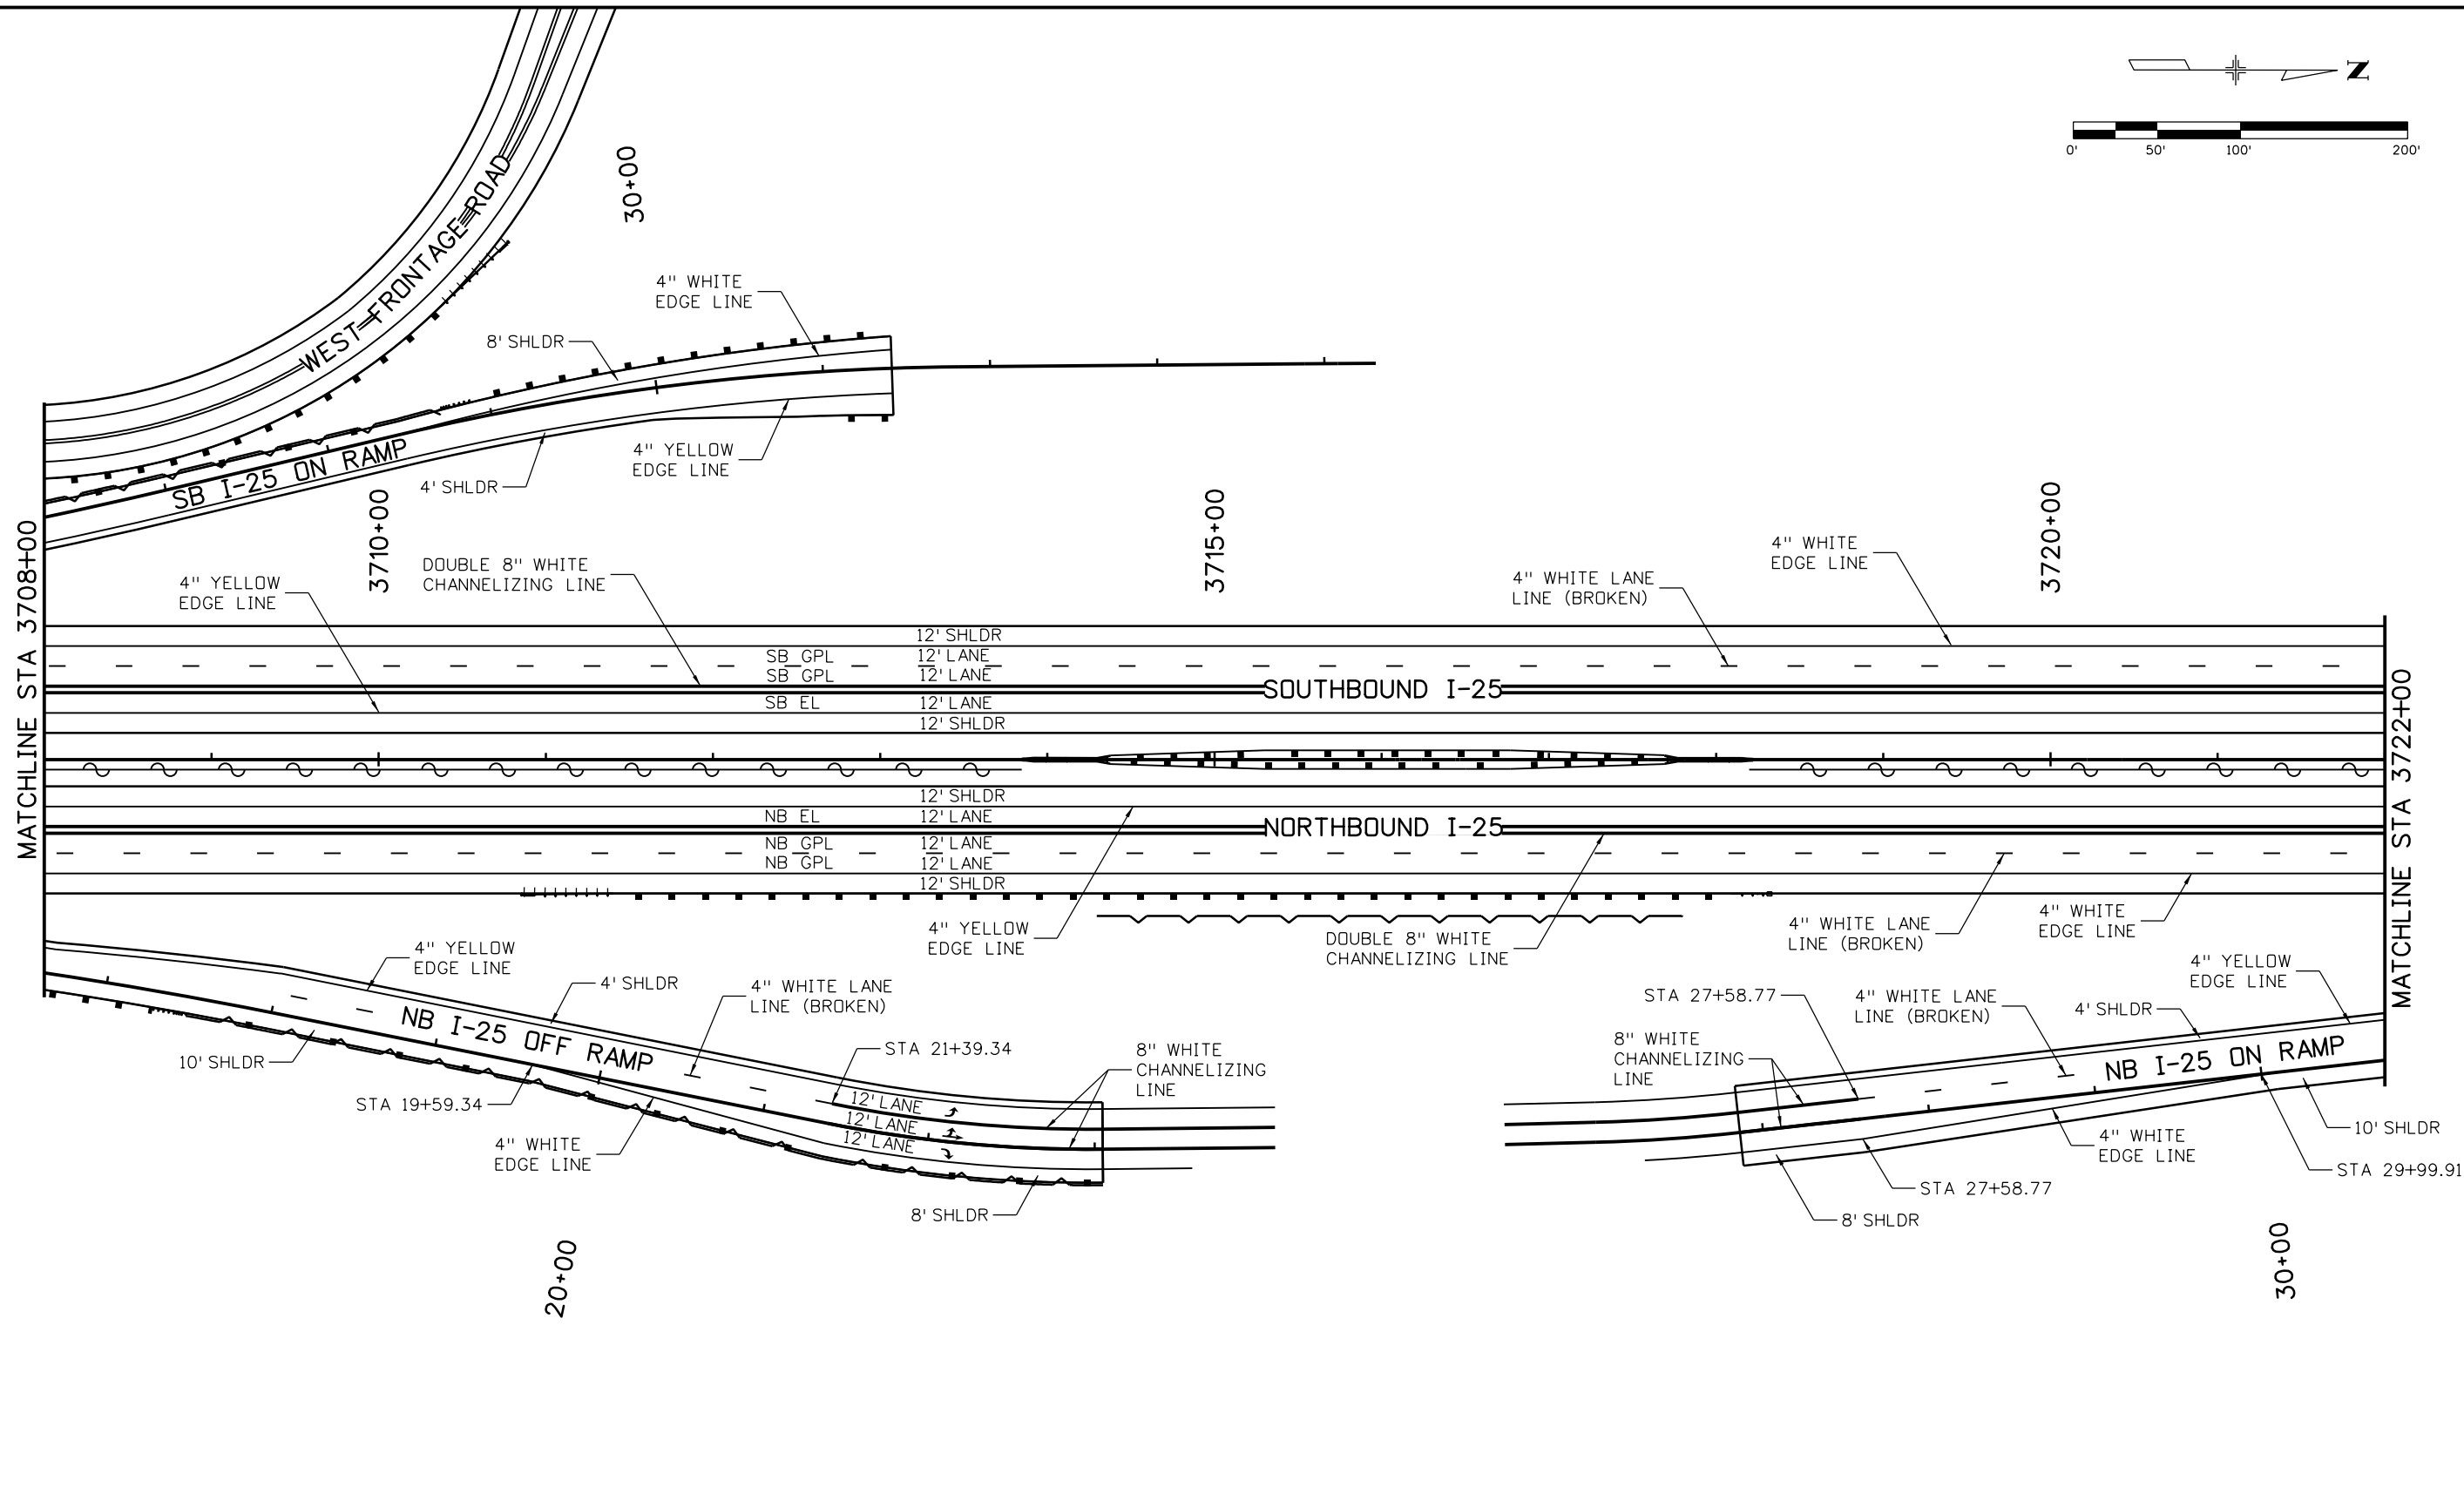 N
0' 50' 100' 200'
WEST FRONTAGE ROAD
30+00
4" WHITE
EDGE LINE
8' SHLDR
4" YELLOW
EDGE LINE
4' SHLDR
SB I-25 ON RAMP
MATCHLINE STA 3708+00
3710+00
3715+00
3720+00
4" YELLOW
EDGE LINE
DOUBLE 8" WHITE
CHANNELIZING LINE
4" WHITE LANE
LINE (BROKEN)
4" WHITE
EDGE LINE
12' SHLDR
SB GPL 12' LANE
SB GPL 12' LANE
SOUTHBOUND I-25
SB EL 12' LANE
12' SHLDR
MATCHLINE STA 3722+00
12' SHLDR
NB EL 12' LANE
NORTHBOUND I-25
NB GPL 12' LANE
NB GPL 12' LANE
12' SHLDR
4" YELLOW
EDGE LINE
DOUBLE 8" WHITE
CHANNELIZING LINE
4" WHITE LANE
LINE (BROKEN)
4" WHITE
EDGE LINE
4" YELLOW
EDGE LINE
4' SHLDR
4" WHITE LANE
LINE (BROKEN)
NB I-25 OFF RAMP
10' SHLDR
STA 19+59.34
4" WHITE
EDGE LINE
STA 21+39.34
8" WHITE
CHANNELIZING
LINE
12' LANE
12' LANE
12' LANE
8' SHLDR
20+00
STA 27+58.77
8" WHITE
CHANNELIZING
LINE
4" WHITE LANE
LINE (BROKEN)
4' SHLDR
4" YELLOW
EDGE LINE
NB I-25 ON RAMP
10' SHLDR
4" WHITE
EDGE LINE
STA 29+99.91
STA 27+58.77
8' SHLDR
30+00